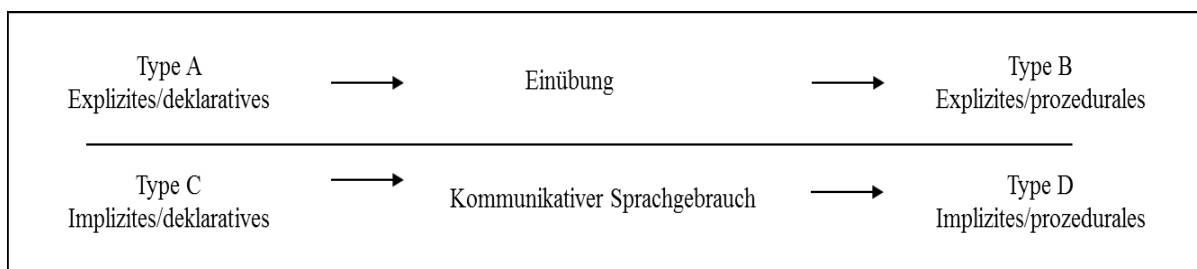 Type A
Explizites/deklaratives
Einübung
Type B
Explizites/prozedurales
Type C
Implizites/deklaratives
Kommunikativer Sprachgebrauch
Type D
Implizites/prozedurales